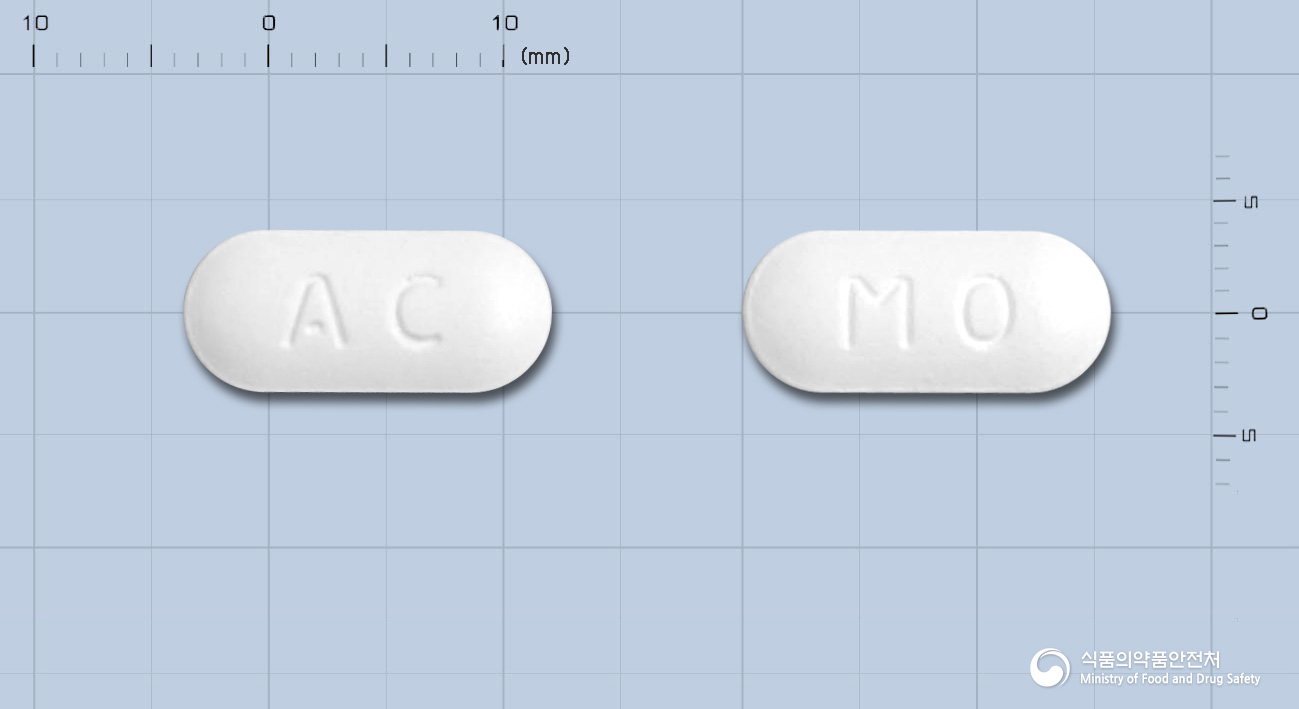 10 0 10
(mm)
5
0
5
AC
MO
식품의약품안전처
Ministry of Food and Drug Safety